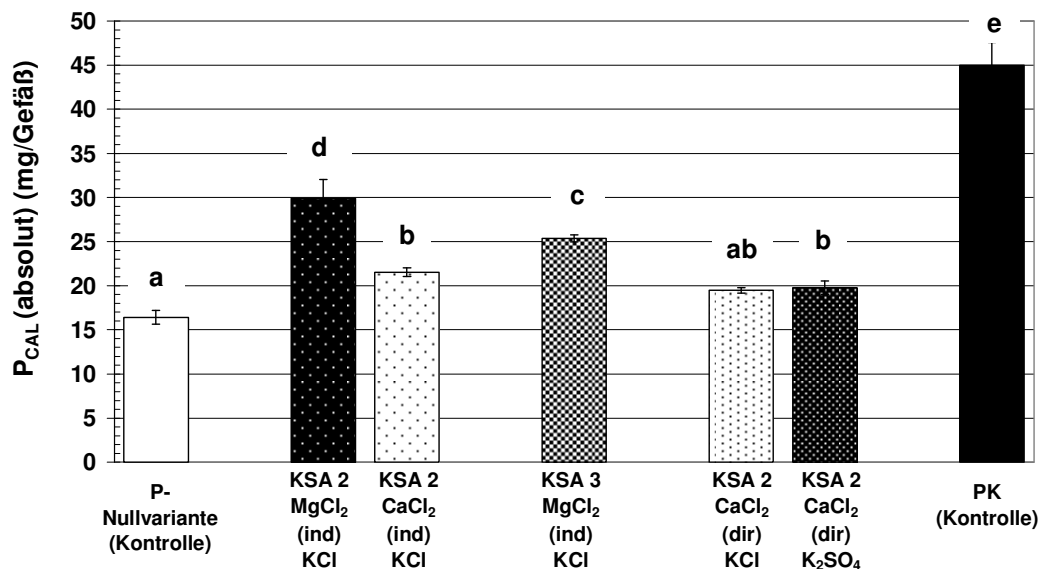 P_CAL (absolut) (mg/Gefäß)
50
45
40
35
30
25
20
15
10
5
0
a
d
b
c
ab
b
e
P-
Nullvariante
(Kontrolle)
KSA 2
MgCl₂
(ind)
KCl
KSA 2
CaCl₂
(ind)
KCl
KSA 3
MgCl₂
(ind)
KCl
KSA 2
CaCl₂
(dir)
KCl
KSA 2
CaCl₂
(dir)
K₂SO₄
PK
(Kontrolle)